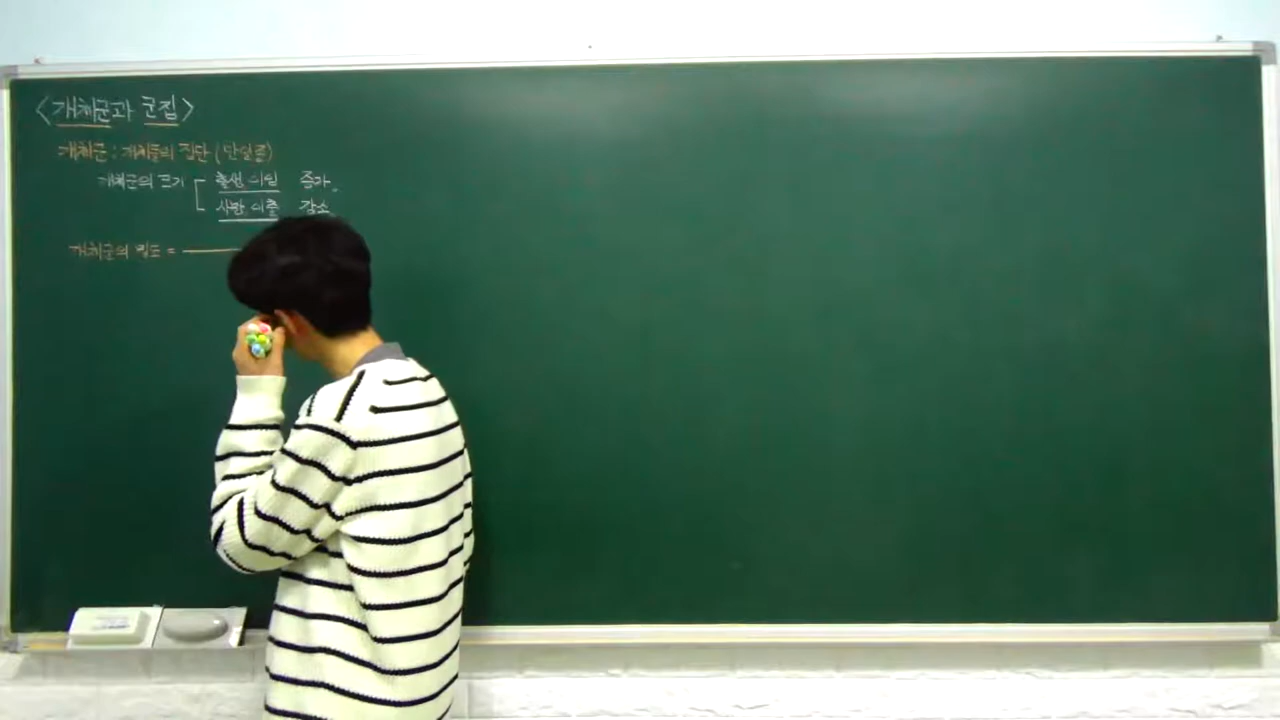 <개체군과 군집>
개체군 : 개체들의 집단 (단일종)
개체군의 크기 출생 이입 증가.
사망 이출 감소
개체군의 밀도 =